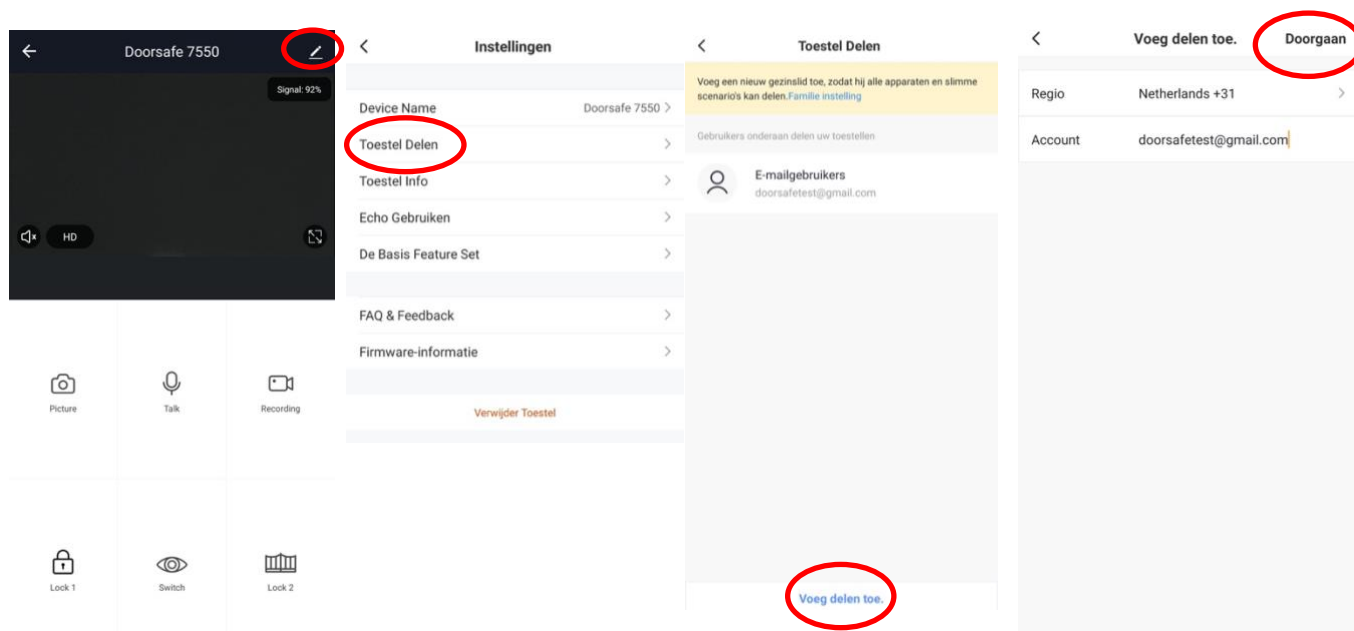 Doorsafe 7550
Signal: 92%
HD
Picture
Talk
Recording
Lock 1
Switch
Lock 2
Instellingen
Device Name
Doorsafe 7550
Toestel Delen
Toestel Info
Echo Gebruiken
De Basis Feature Set
FAQ & Feedback
Firmware-informatie
Verwijder Toestel
Toestel Delen
Voeg een nieuw gezinslid toe, zodat hij alle apparaten en slimme
scenario's kan delen.Familie instelling
Gebruikers onderaan delen uw toestellen
E-mailgebruikers
doorsafetest@gmail.com
Voeg delen toe.
Voeg delen toe.
Doorgaan
Regio
Netherlands +31
Account
doorsafetest@gmail.com